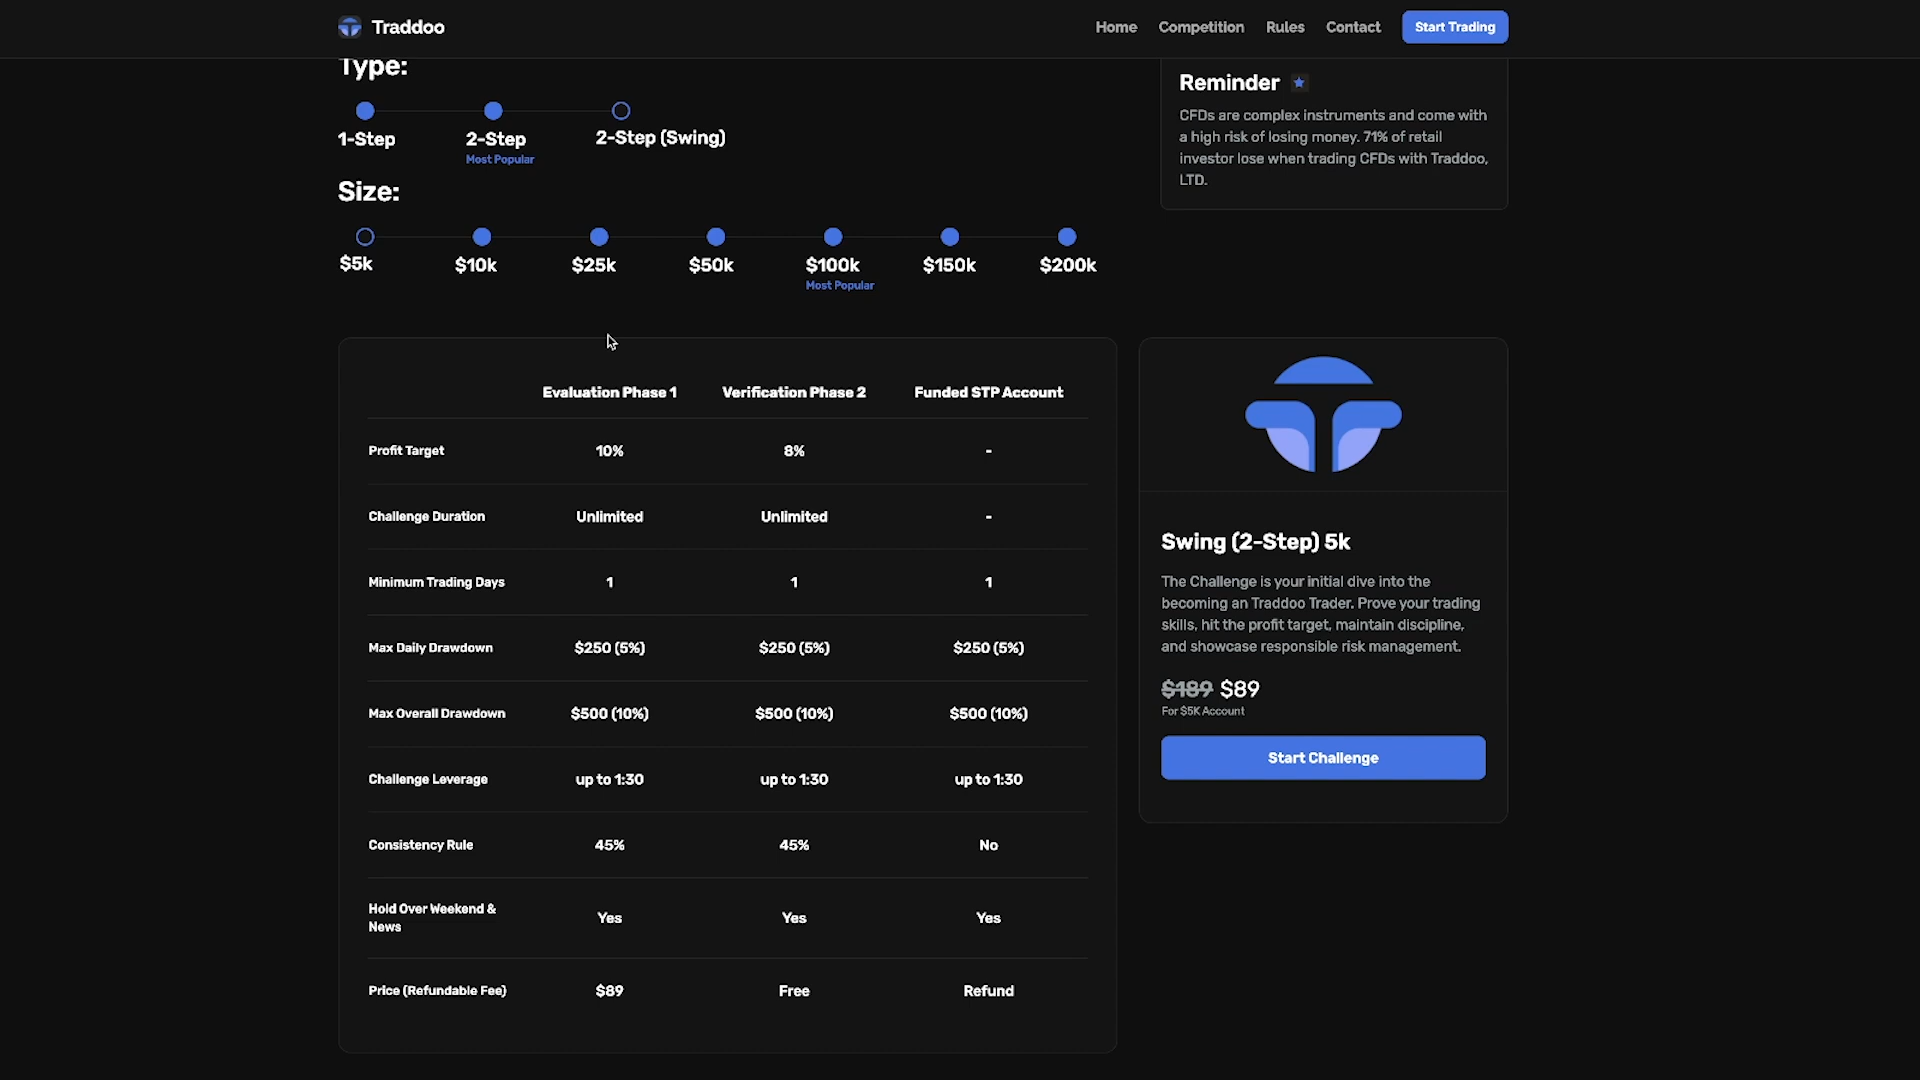 Traddoo
Home Competition Rules Contact Start Trading
Type:
1-Step 2-Step 2-Step (Swing)
Most Popular
Size:
$5k $10k $25k $50k $100k $150k $200k
Most Popular
Reminder
CFDs are complex instruments and come with
a high risk of losing money. 71% of retail
investor lose when trading CFDs with Traddoo,
LTD.
Evaluation Phase 1 Verification Phase 2 Funded STP Account
Profit Target 10% 8% -
Challenge Duration Unlimited Unlimited -
Minimum Trading Days 1 1 1
Max Daily Drawdown $250 (5%) $250 (5%) $250 (5%)
Max Overall Drawdown $500 (10%) $500 (10%) $500 (10%)
Challenge Leverage up to 1:30 up to 1:30 up to 1:30
Consistency Rule 45% 45% No
Hold Over Weekend &
News Yes Yes Yes
Price (Refundable Fee) $89 Free Refund
Swing (2-Step) 5k
The Challenge is your initial dive into the
becoming an Traddoo Trader. Prove your trading
skills, hit the profit target, maintain discipline,
and showcase responsible risk management.
$189 $89
For $5K Account
Start Challenge